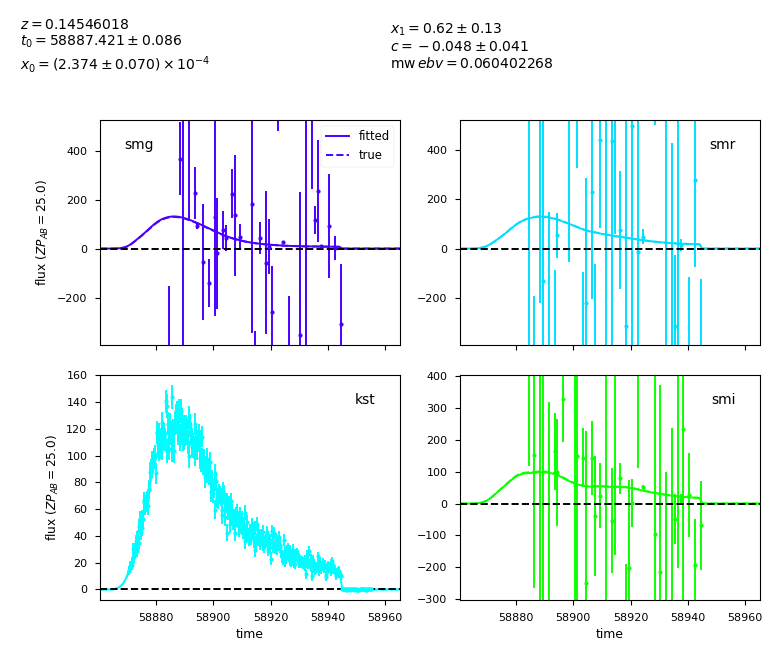 z = 0.14546018
t₀ = 58887.421 ± 0.086
x₀ = (2.374 ± 0.070) × 10⁻⁴
x₁ = 0.62 ± 0.13
c = −0.048 ± 0.041
mwebv = 0.060402268
smg
fitted
true
400
200
0
−200
flux (ZP_AB = 25.0)
smr
400
200
0
−200
kst
160
140
120
100
80
60
40
20
0
flux (ZP_AB = 25.0)
58880 58900 58920 58940 58960
time
smi
400
300
200
100
0
−100
−200
−300
58880 58900 58920 58940 58960
time